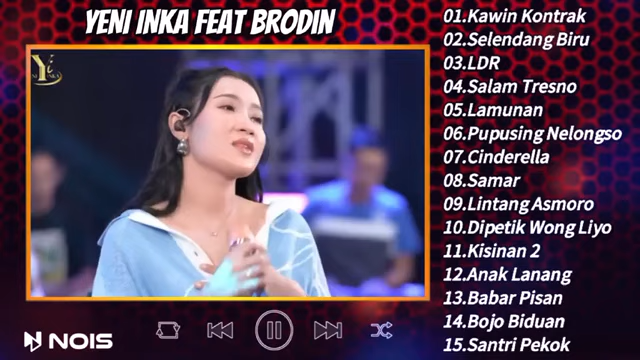 YENI INKA FEAT BRODIN
01.Kawin Kontrak
02.Selendang Biru
03.LDR
04.Salam Tresno
05.Lamunan
06.Pupusing Nelongso
07.Cinderella
08.Samar
09.Lintang Asmoro
10.Dipetik Wong Liyo
11.Kisinan 2
12.Anak Lanang
13.Babar Pisan
14.Bojo Biduan
15.Santri Pekok
NOIS